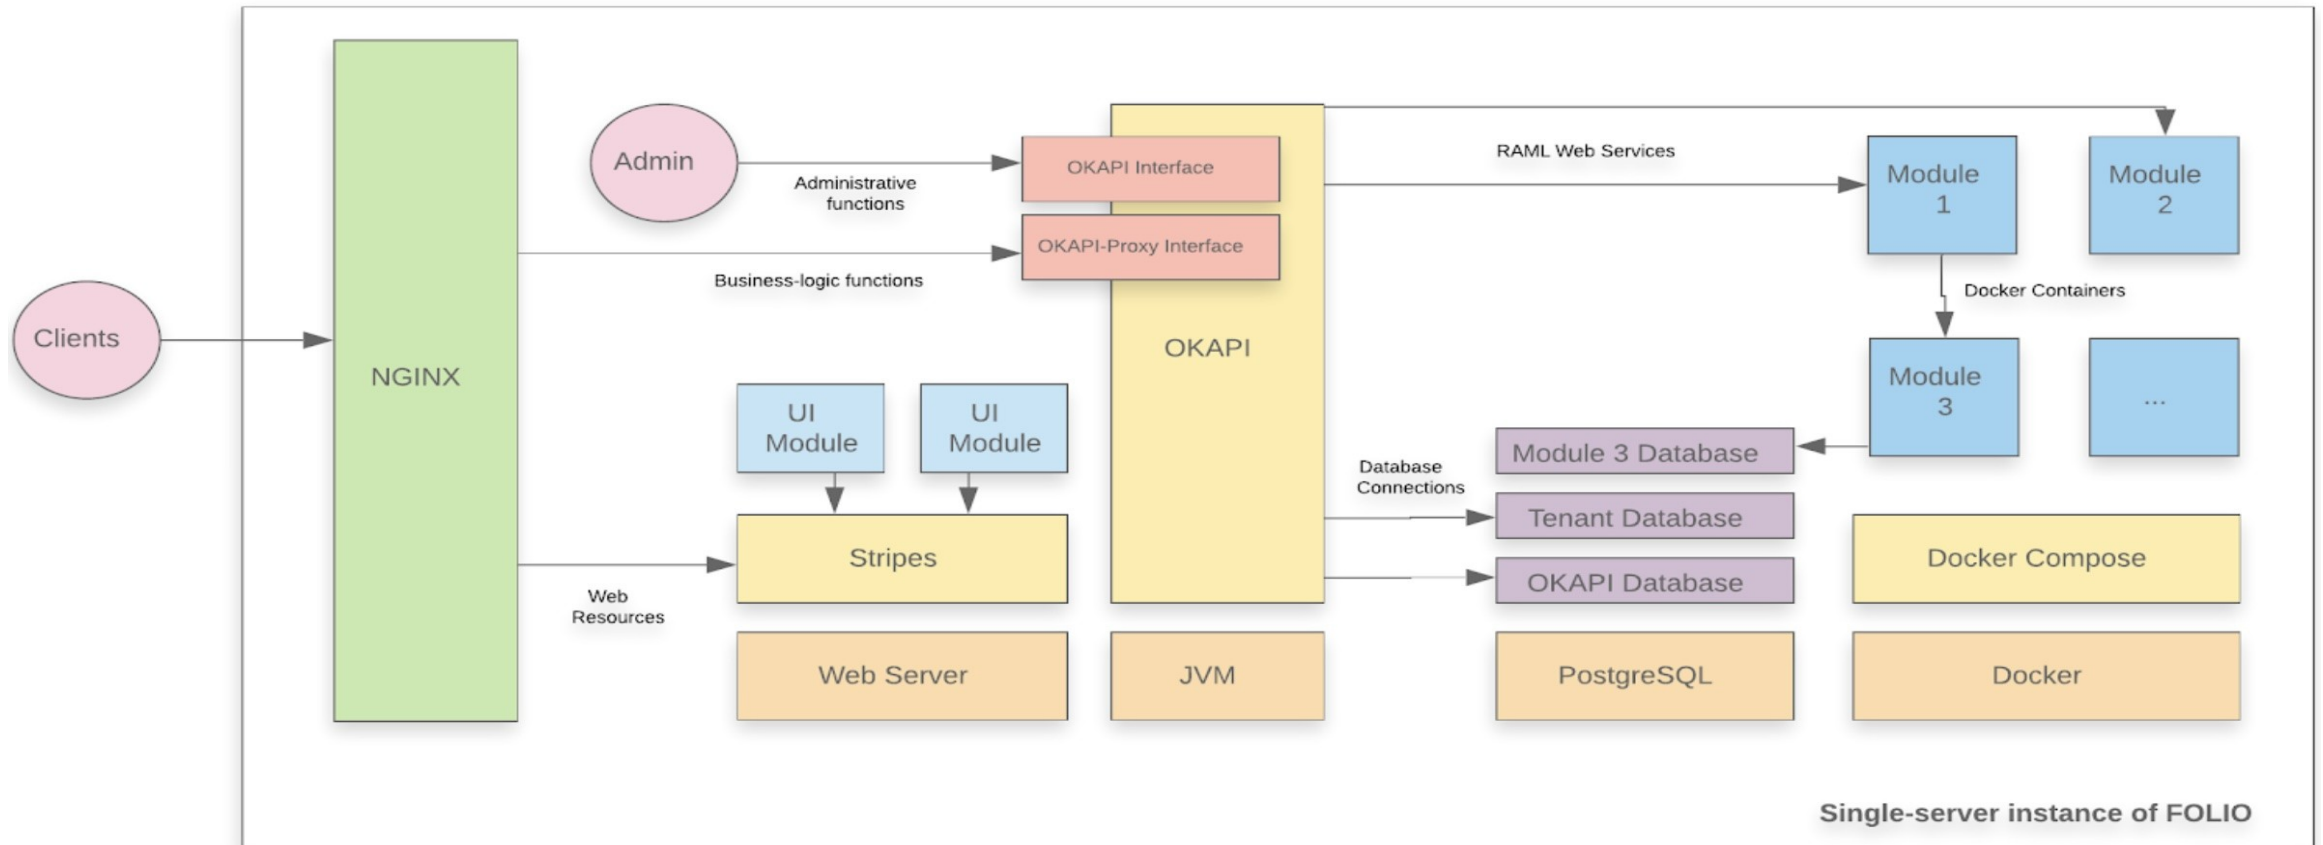 Clients
NGINX
Admin
Administrative
functions
Business-logic functions
OKAPI Interface
OKAPI-Proxy Interface
OKAPI
UI
Module
UI
Module
Stripes
Web
Resources
Web Server
JVM
RAML Web Services
Module
1
Module
2
Docker Containers
Module
3
...
Database
Connections
Module 3 Database
Tenant Database
OKAPI Database
Docker Compose
PostgreSQL
Docker
Single-server instance of FOLIO